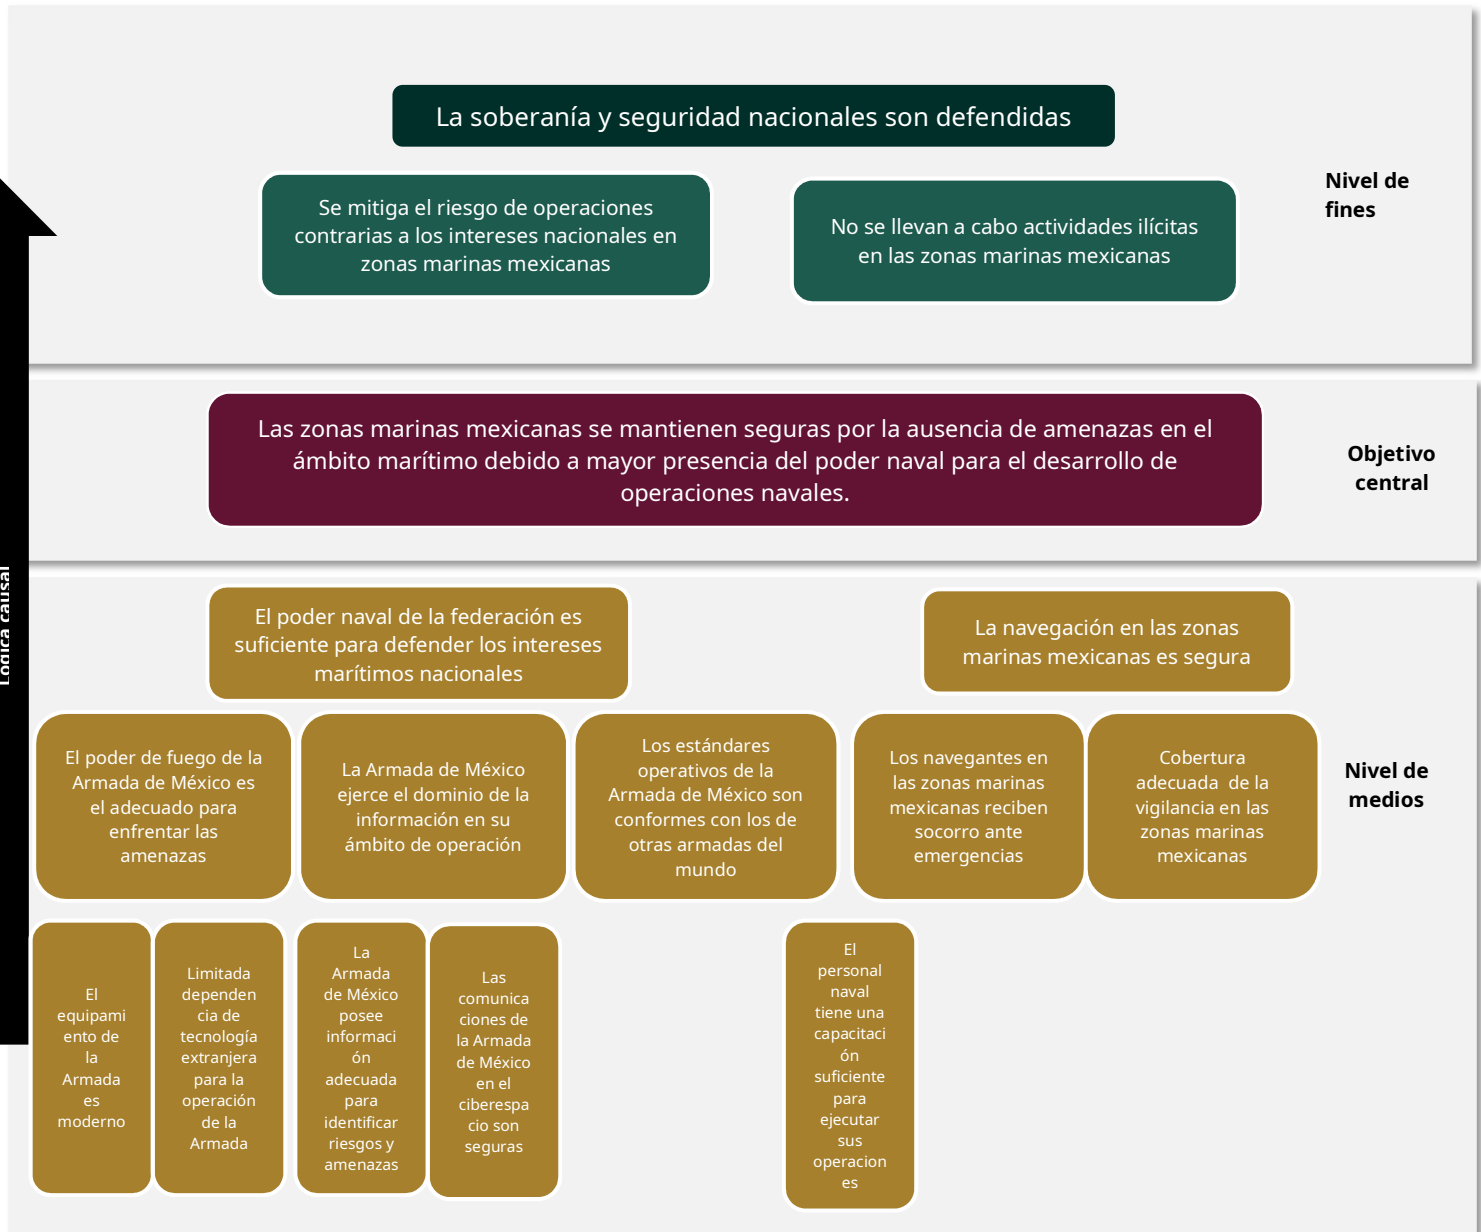 La soberanía y seguridad nacionales son defendidas
Se mitiga el riesgo de operaciones
contrarias a los intereses nacionales en
zonas marinas mexicanas
No se llevan a cabo actividades ilícitas
en las zonas marinas mexicanas
Nivel de
fines
Las zonas marinas mexicanas se mantienen seguras por la ausencia de amenazas en el
ámbito marítimo debido a mayor presencia del poder naval para el desarrollo de
operaciones navales.
Objetivo
central
Lógica causal
El poder naval de la federación es
suficiente para defender los intereses
marítimos nacionales
La navegación en las zonas
marinas mexicanas es segura
El poder de fuego de la
Armada de México es
el adecuado para
enfrentar las
amenazas
La Armada de México
ejerce el dominio de la
información en su
ámbito de operación
Los estándares
operativos de la
Armada de México son
conformes con los de
otras armadas del
mundo
Los navegantes en
las zonas marinas
mexicanas reciben
socorro ante
emergencias
Cobertura
adecuada  de la
vigilancia en las
zonas marinas
mexicanas
Nivel de
medios
El
equipami
ento de
la
Armada
es
moderno
Limitada
dependen
cia de
tecnología
extranjera
para la
operación
de la
Armada
La
Armada
de México
posee
informaci
ón
adecuada
para
identificar
riesgos y
amenazas
Las
comunica
ciones de
la Armada
de México
en el
ciberespa
cio son
seguras
El
personal
naval
tiene una
capacitaci
ón
suficiente
para
ejecutar
sus
operacion
es